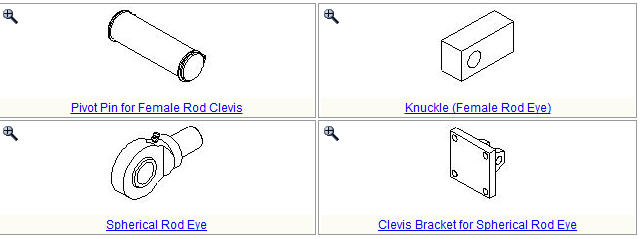 Pivot Pin for Female Rod Clevis
Knuckle (Female Rod Eye)
Spherical Rod Eye
Clevis Bracket for Spherical Rod Eye